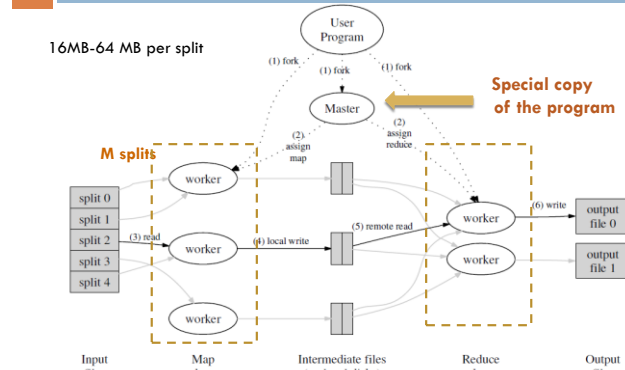 User
Program
16MB-64 MB per split
(1) fork
(1) fork
(1) fork
Special copy
of the program
Master
(2)
assign
map
(2)
assign
reduce
M splits
worker
split 0
split 1
split 2
split 3
split 4
(3) read
worker
(4) local write
(5) remote read
worker
(6) write
output
file 0
worker
output
file 1
worker
Input
Map
Intermediate files
Reduce
Output